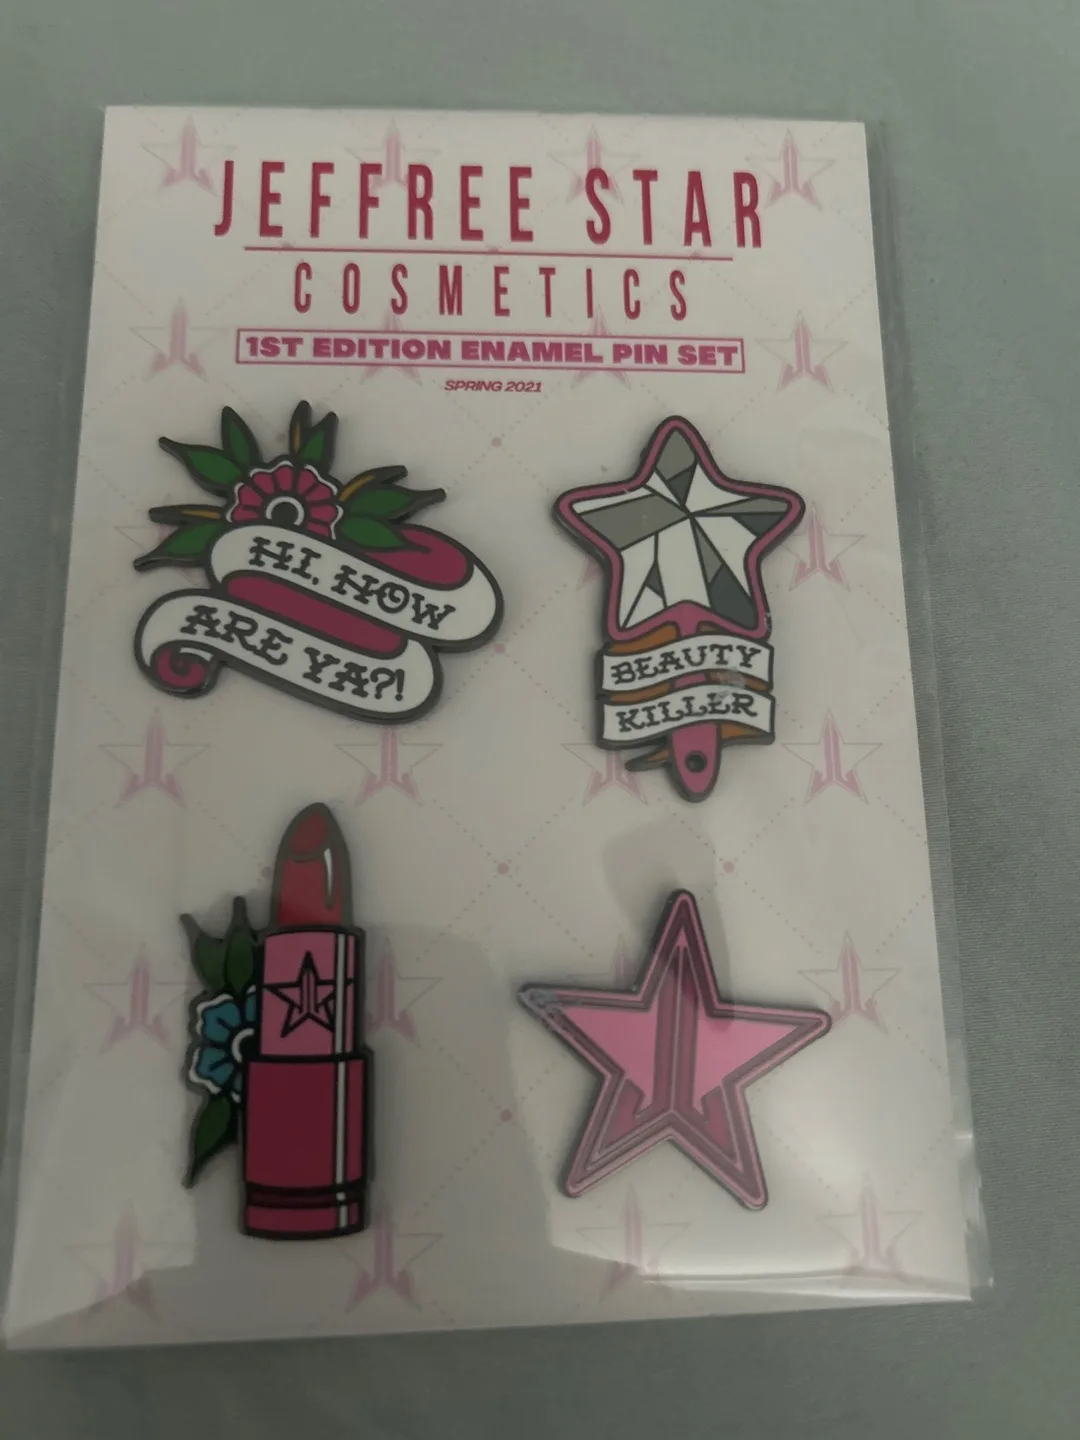 JEFFREE STAR
COSMETICS
1ST EDITION ENAMEL PIN SET
SPRING 2021
HI, HOW
ARE YA?!
BEAUTY
KILLER